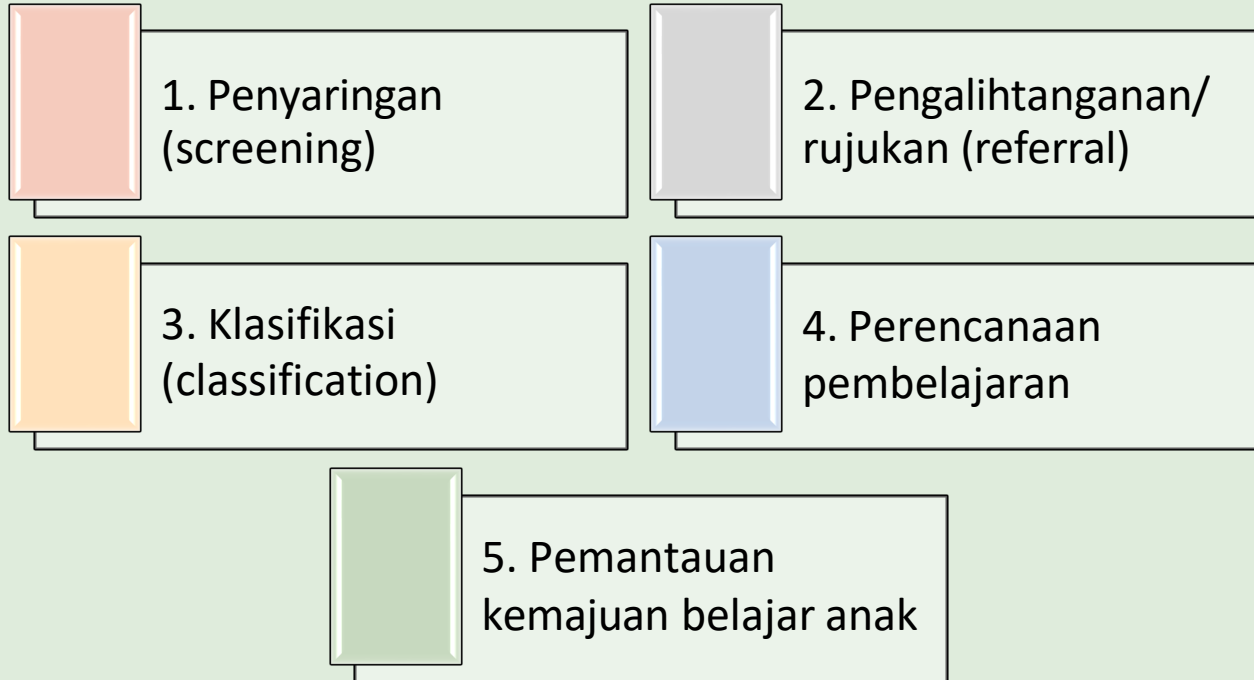 1. Penyaringan
(screening)
2. Pengalihtanganan/
rujukan (referral)
3. Klasifikasi
(classification)
4. Perencanaan
pembelajaran
5. Pemantauan
kemajuan belajar anak